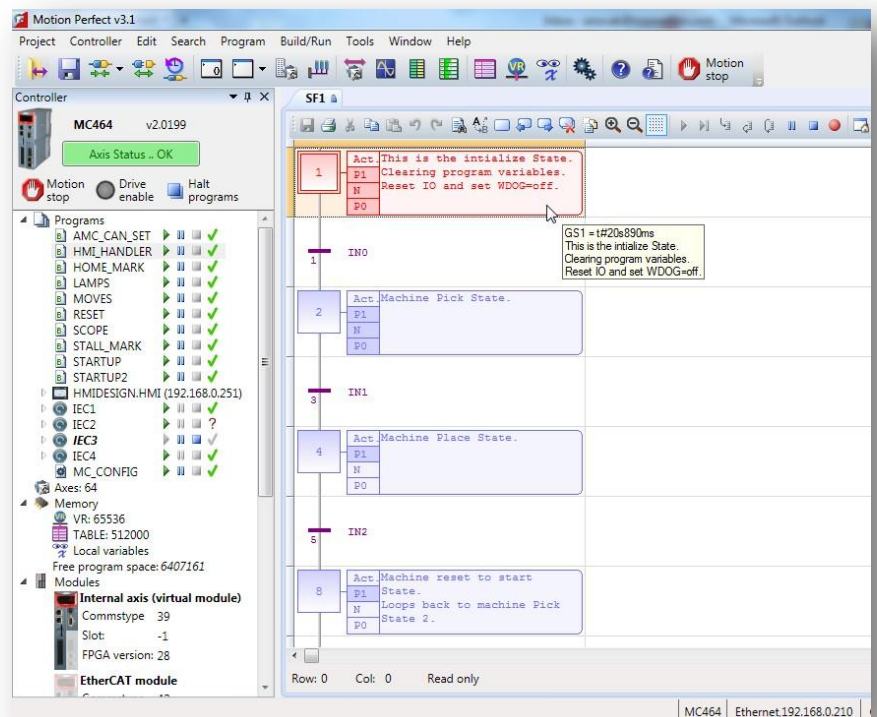 Motion Perfect v3.1
Project Controller Edit Search Program Build/Run Tools Window Help
Motion stop
Controller
MC464 v2.0199
Axis Status .. OK
Motion stop
Drive enable
Halt programs
Programs
AMC_CAN_SET
HMI_HANDLER
HOME_MARK
LAMPS
MOVES
RESET
SCOPE
STALL_MARK
STARTUP
STARTUP2
HMIDESIGN.HMI (192.168.0.251)
IEC1
IEC2 ?
IEC3
IEC4
MC_CONFIG
Axes: 64
Memory
VR: 65536
TABLE: 512000
Local variables
Free program space: 6407161
Modules
Internal axis (virtual module)
Commstype 39
Slot: -1
FPGA version: 28
EtherCAT module
SF1
1
Act. This is the intialize State.
P1 Clearing program variables.
N Reset IO and set WDOG=off.
P0
GS1 = t#20s890ms
This is the intialize State.
Clearing program variables.
Reset IO and set WDOG=off.
1 IN0
2
Act. Machine Pick State.
P1
N
P0
3 IN1
4
Act. Machine Place State.
P1
N
P0
5 IN2
8
Act. Machine reset to start
P1 State.
N Loops back to machine Pick
P0 State 2.
Row: 0 Col: 0 Read only
MC464 Ethernet,192.168.0.210